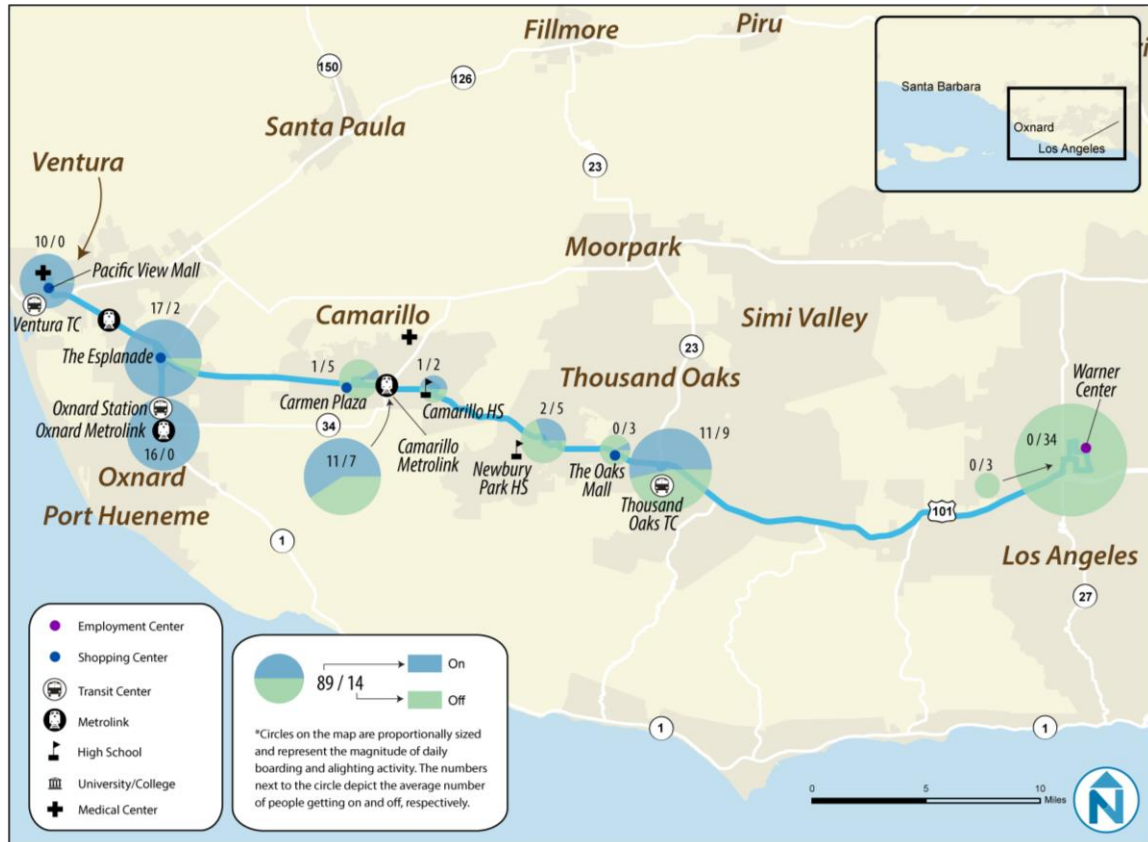 Fillmore
Piru
150
126
Santa Barbara
Oxnard
Los Angeles
Santa Paula
Ventura
23
10 / 0
Moorpark
Pacific View Mall
Ventura TC
17 / 2
Camarillo
Simi Valley
The Esplanade
1 / 5
1 / 2
23
Thousand Oaks
Warner
Center
Carmen Plaza
Camarillo HS
2 / 5
0 / 3
11 / 9
0 / 34
Oxnard Station
Oxnard Metrolink
34
Camarillo
Metrolink
Newbury
Park HS
The Oaks
Mall
Thousand
Oaks TC
0 / 3
16 / 0
11 / 7
Oxnard
Port Hueneme
101
1
Los Angeles
27
Employment Center
Shopping Center
Transit Center
Metrolink
High School
University/College
Medical Center
89 / 14
On
Off
*Circles on the map are proportionally sized
and represent the magnitude of daily
boarding and alighting activity. The numbers
next to the circle depict the average number
of people getting on and off, respectively.
1
1
0
5
10
Miles
N